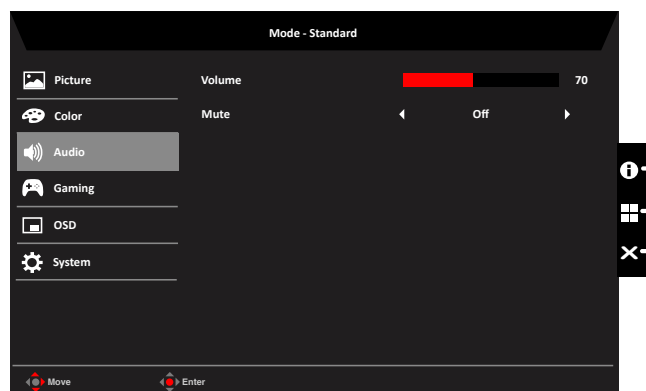 Mode - Standard
Picture
Volume
70
Color
Mute
Off
Audio
Gaming
OSD
System
Move
Enter